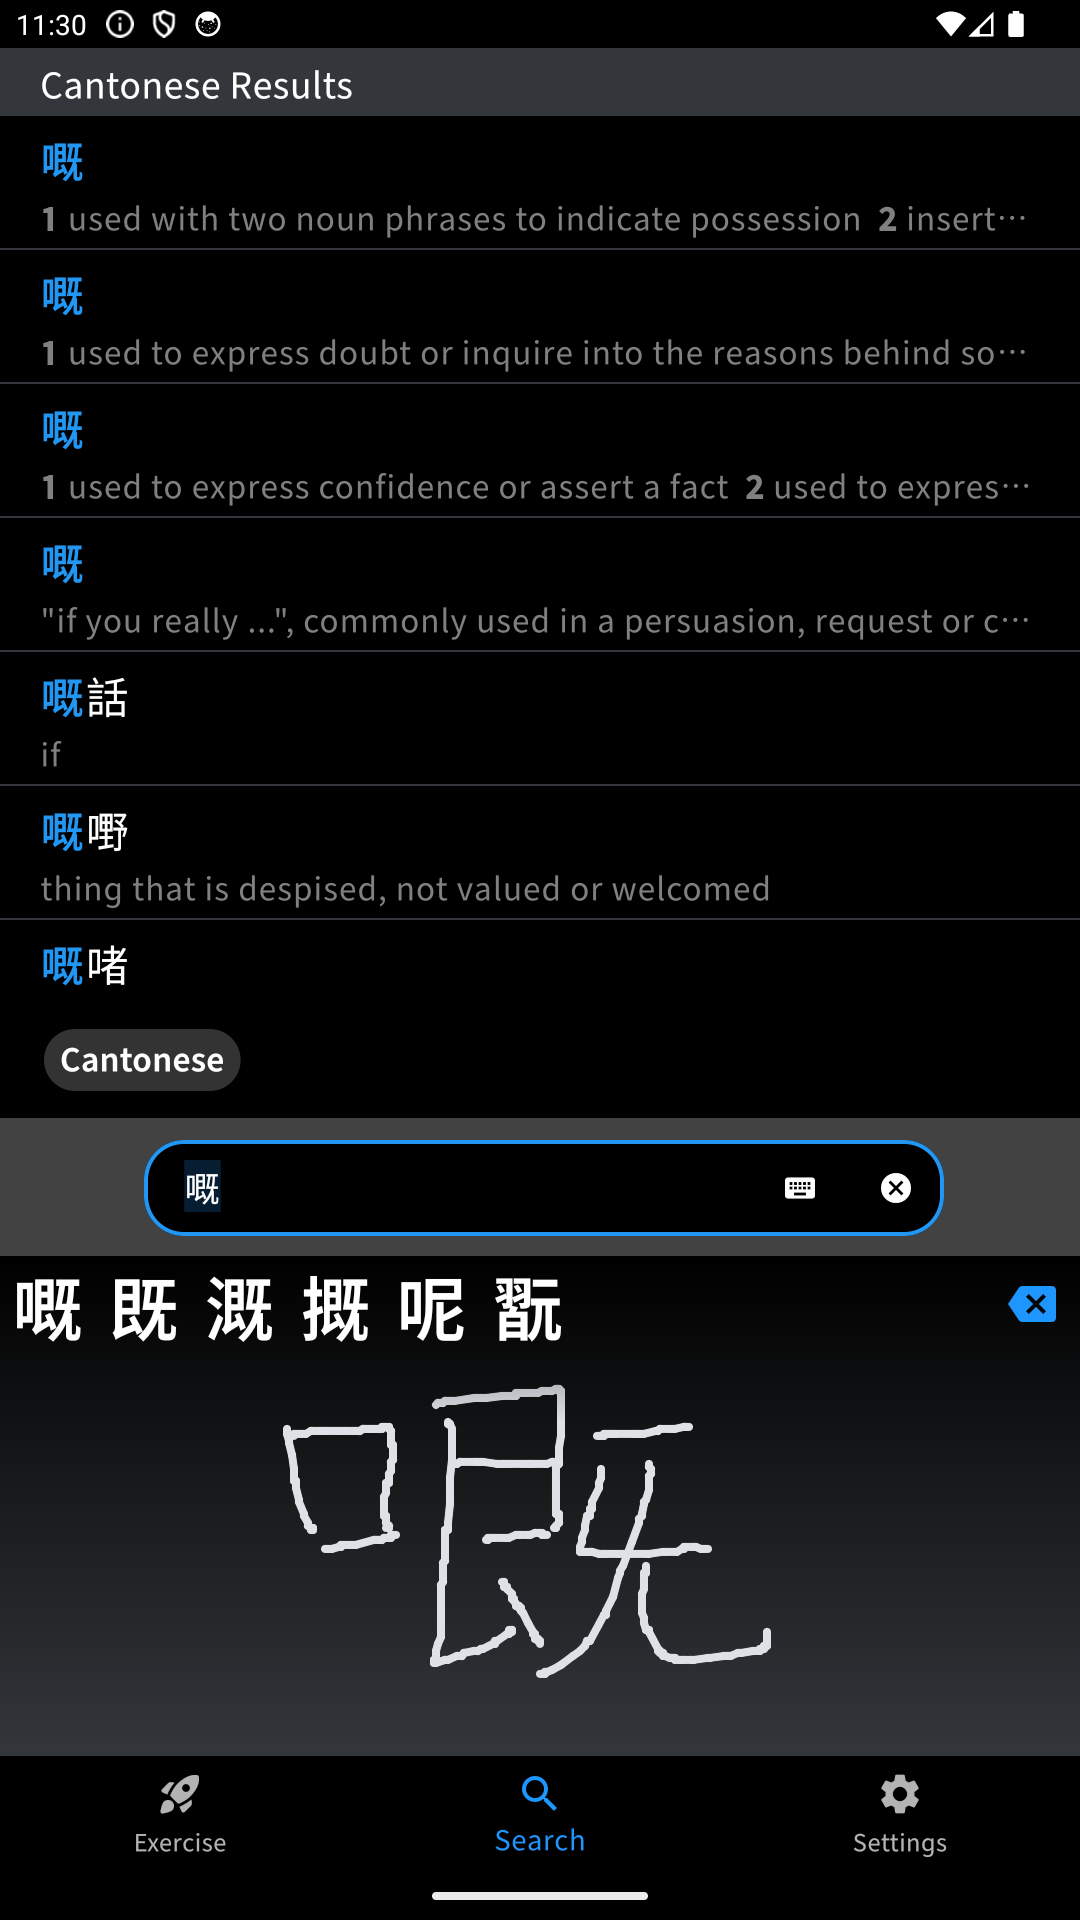 11:30
Cantonese Results
嘅
1 used with two noun phrases to indicate possession 2 insert…
嘅
1 used to express doubt or inquire into the reasons behind so…
嘅
1 used to express confidence or assert a fact 2 used to expres…
嘅
"if you really ...", commonly used in a persuasion, request or c…
嘅話
if
嘅嘢
thing that is despised, not valued or welcomed
嘅啫
Cantonese
嘅
嘅 既 溉 摡 呢 翫
嘅
Exercise
Search
Settings